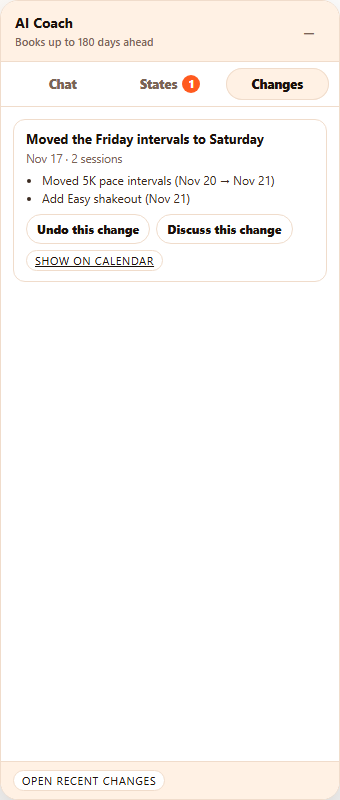 AI Coach
Books up to 180 days ahead
Chat
States 1
Changes
Moved the Friday intervals to Saturday
Nov 17 · 2 sessions
• Moved 5K pace intervals (Nov 20 → Nov 21)
• Add Easy shakeout (Nov 21)
Undo this change
Discuss this change
SHOW ON CALENDAR
OPEN RECENT CHANGES